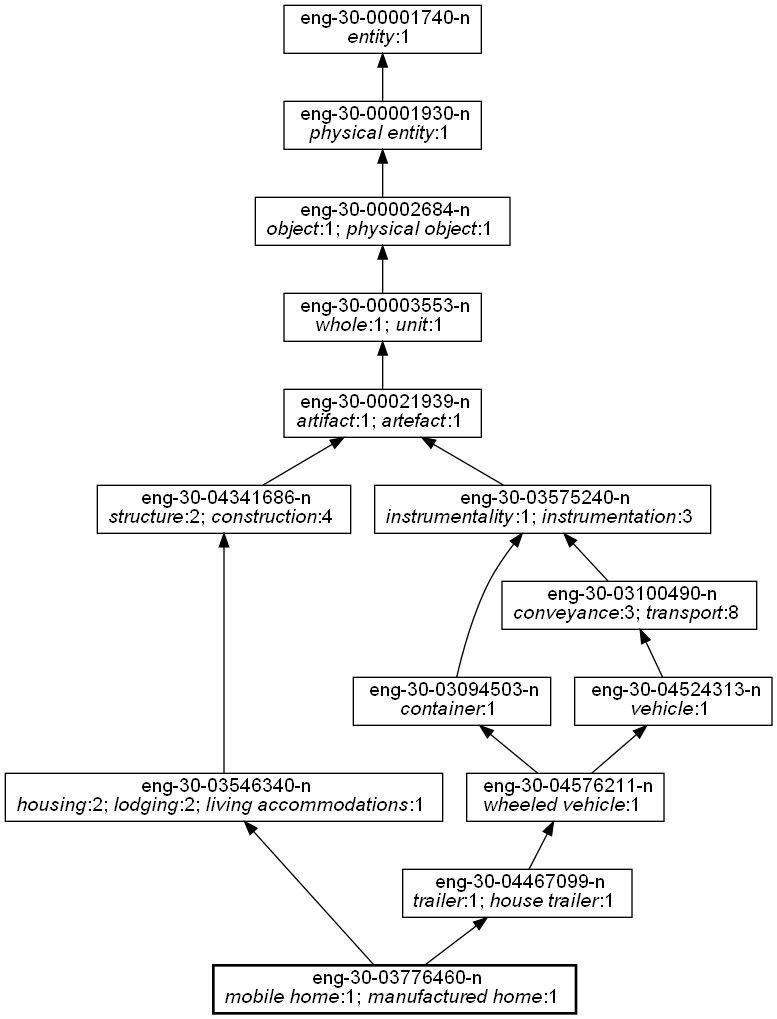 eng-30-00001740-n
entity:1
eng-30-00001930-n
physical entity:1
eng-30-00002684-n
object:1; physical object:1
eng-30-00003553-n
whole:1; unit:1
eng-30-00021939-n
artifact:1; artefact:1
eng-30-04341686-n
structure:2; construction:4
eng-30-03575240-n
instrumentality:1; instrumentation:3
eng-30-03100490-n
conveyance:3; transport:8
eng-30-03094503-n
container:1
eng-30-04524313-n
vehicle:1
eng-30-03546340-n
housing:2; lodging:2; living accommodations:1
eng-30-04576211-n
wheeled vehicle:1
eng-30-04467099-n
trailer:1; house trailer:1
eng-30-03776460-n
mobile home:1; manufactured home:1